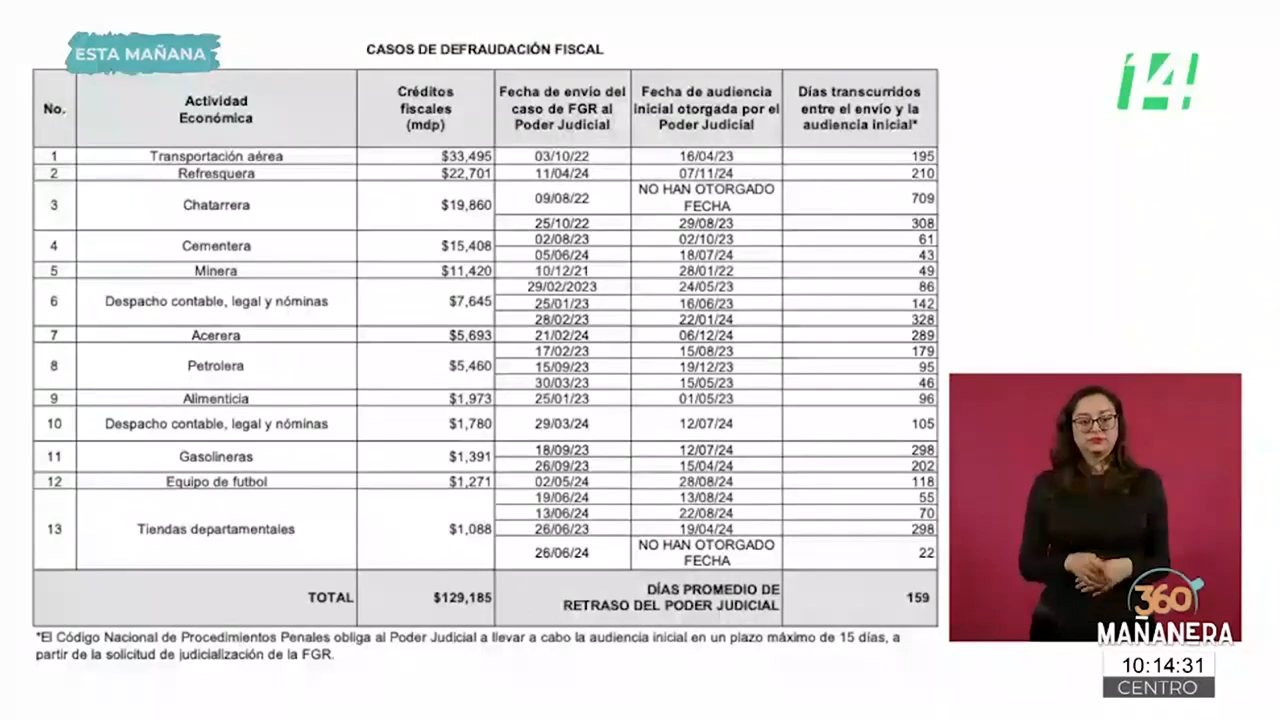 ESTA MAÑANA
CASOS DE DEFRAUDACIÓN FISCAL
14
No. Actividad Económica Créditos fiscales (mdp) Fecha de envío del caso de FGR al Poder Judicial Fecha de audiencia inicial otorgada por el Poder Judicial Días transcurridos entre el envío y la audiencia inicial*
1 Transportación aérea $33,495 03/10/22 16/04/23 195
2 Refresquera $22,701 11/04/24 07/11/24 210
3 Chatarrera $19,860 09/08/22 NO HAN OTORGADO FECHA 709
25/10/22 29/08/23 308
4 Cementera $15,408 02/08/23 02/10/23 61
05/06/24 18/07/24 43
5 Minera $11,420 10/12/21 28/01/22 49
6 Despacho contable, legal y nóminas $7,645 29/02/2023 24/05/23 86
25/01/23 16/06/23 142
28/02/23 22/01/24 328
7 Acerera $5,693 21/02/24 06/12/24 289
8 Petrolera $5,460 17/02/23 15/08/23 179
15/09/23 19/12/23 95
30/03/23 15/05/23 46
9 Alimenticia $1,973 25/01/23 01/05/23 96
10 Despacho contable, legal y nóminas $1,780 29/03/24 12/07/24 105
11 Gasolineras $1,391 18/09/23 12/07/24 298
26/09/23 15/04/24 202
12 Equipo de futbol $1,271 02/05/24 28/08/24 118
13 Tiendas departamentales $1,088 19/06/24 13/08/24 55
13/06/24 22/08/24 70
26/06/23 19/04/24 298
26/06/24 NO HAN OTORGADO FECHA 22
TOTAL $129,185 DÍAS PROMEDIO DE RETRASO DEL PODER JUDICIAL 159
*El Código Nacional de Procedimientos Penales obliga al Poder Judicial a llevar a cabo la audiencia inicial en un plazo máximo de 15 días, a
partir de la solicitud de judicialización de la FGR.
360
MAÑANERA
10:14:31
CENTRO